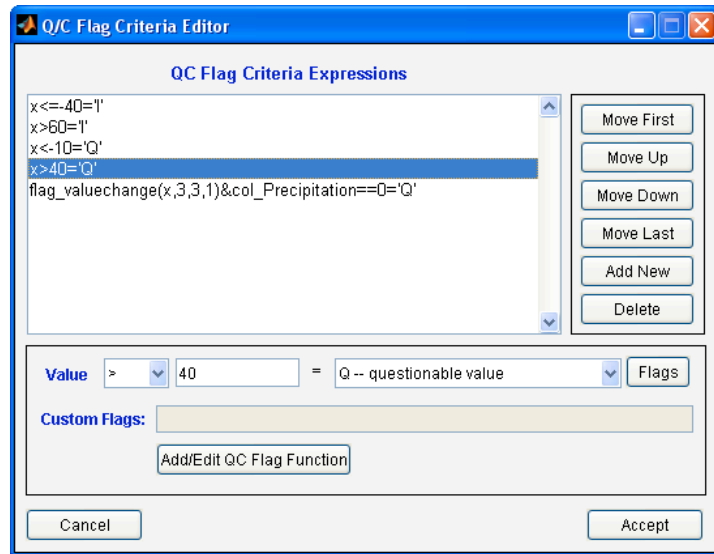 Q/C Flag Criteria Editor
QC Flag Criteria Expressions
x<=-40='I'
x>60='I'
x<-10='Q'
x>40='Q'
flag_valuechange(x,3,3,1)&col_Precipitation==0='Q'
Move First
Move Up
Move Down
Move Last
Add New
Delete
Value > 40 = Q -- questionable value Flags
Custom Flags:
Add/Edit QC Flag Function
Cancel Accept